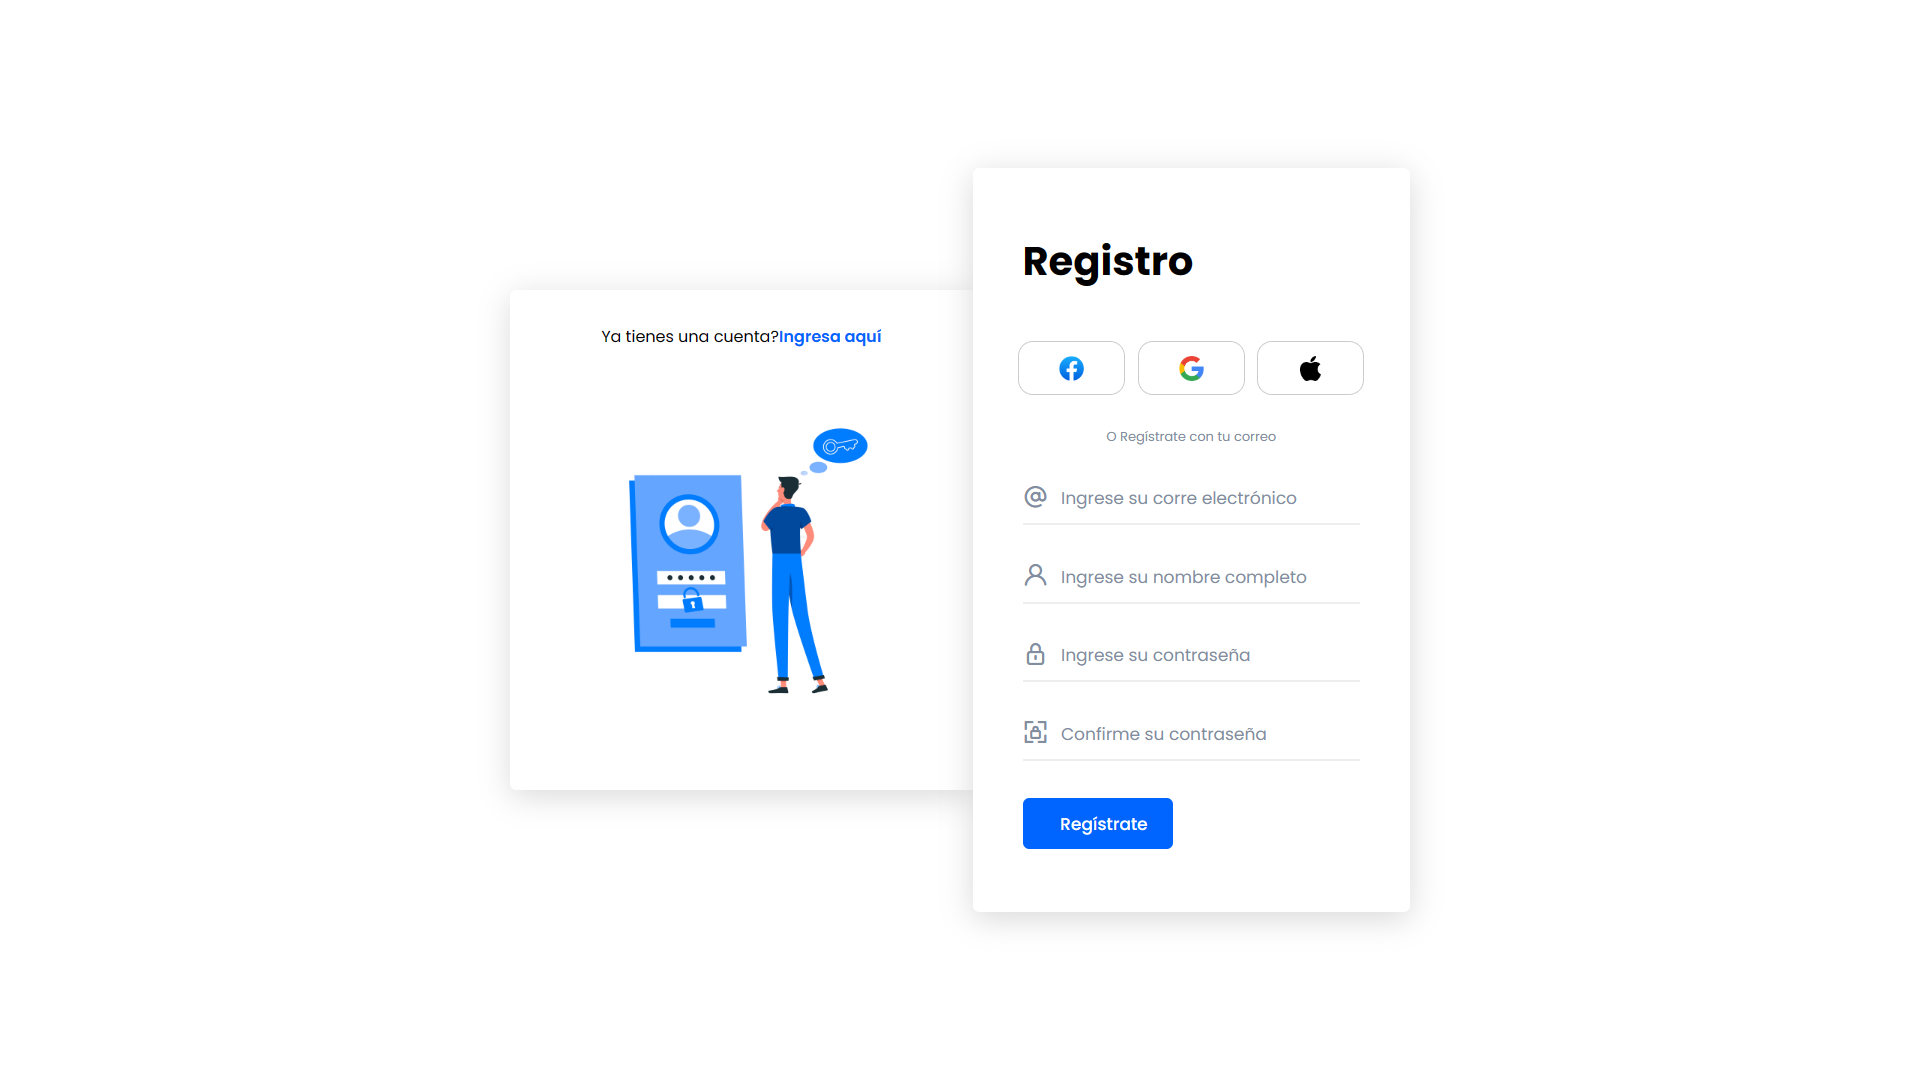 Ya tienes una cuenta?Ingresa aquí
Registro
O Regístrate con tu correo
Ingrese su corre electrónico
Ingrese su nombre completo
Ingrese su contraseña
Confirme su contraseña
Regístrate